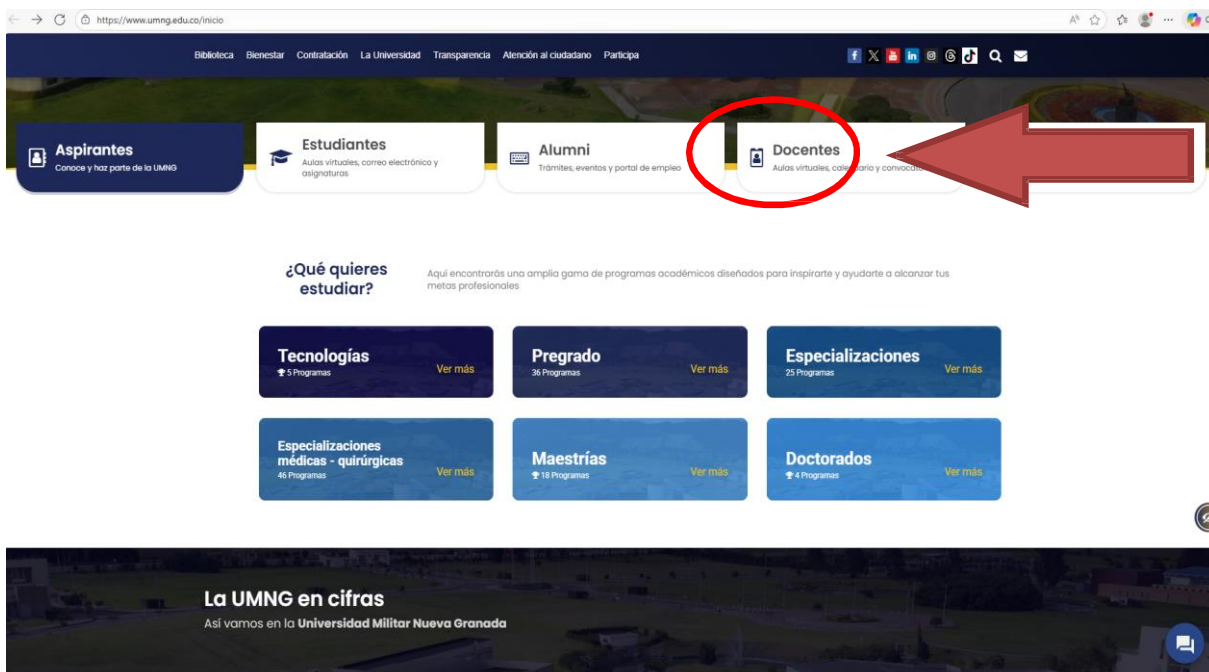 https://www.umng.edu.co/inicio
Biblioteca Bienestar Contratación La Universidad Transparencia Atención al ciudadano Participa
Aspirantes
Conoce y haz parte de la UMNG
Estudiantes
Aulas virtuales, correo electrónico y
asignaturas
Alumni
Trámites, eventos y portal de empleo
Docentes
Aulas virtuales, calendario y
¿Qué quieres
estudiar?
Aquí encontrarás una amplia gama de programas académicos diseñados para inspirarte y ayudarte a alcanzar tus
metas profesionales
Tecnologías
5 Programas
Ver más
Pregrado
36 Programas
Ver más
Especializaciones
25 Programas
Ver más
Especializaciones
médicas - quirúrgicas
46 Programas
Ver más
Maestrías
18 Programas
Ver más
Doctorados
4 Programas
Ver más
La UMNG en cifras
Así vamos en la Universidad Militar Nueva Granada